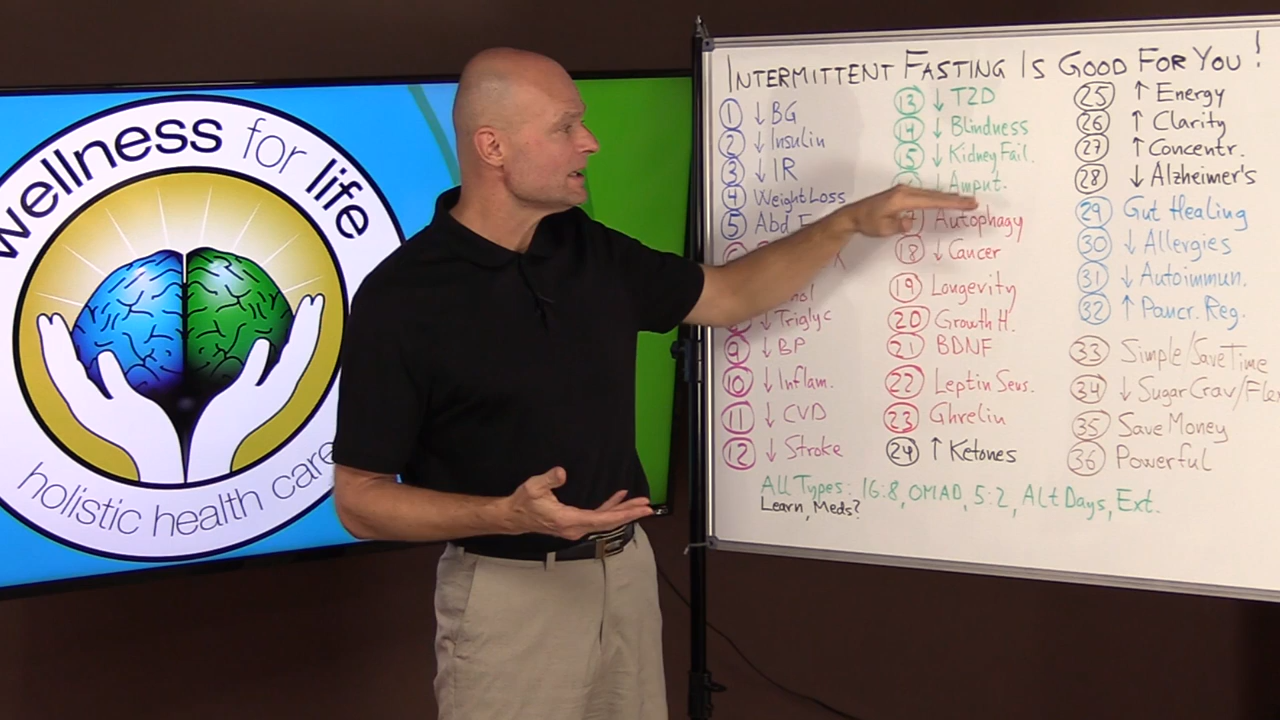 wellness for life
holistic health care
INTERMITTENT FASTING IS GOOD FOR YOU!
1 ↓ BG
2 ↓ Insulin
3 ↓ IR
4 Weight Loss
5 Abd
8 ↓ Triglyc
9 ↓ BP
10 ↓ Inflam.
11 ↓ CVD
12 ↓ Stroke
13 ↓ T2D
14 ↓ Blindness
15 ↓ Kidney Fail.
↓ Amput.
Autophagy
18 ↓ Cancer
19 Longevity
20 Growth H.
21 BDNF
22 Leptin Sens.
23 Ghrelin
24 ↑ Ketones
25 ↑ Energy
26 ↑ Clarity
27 ↑ Concentr.
28 ↓ Alzheimer's
29 Gut Healing
30 ↓ Allergies
31 ↓ Autoimmun.
32 ↑ Pancr. Reg.
33 Simple/Save Time
34 ↓ Sugar Crav/Flex
35 Save Money
36 Powerful
All Types: 16:8, OMAD, 5:2, Alt Days, Ext.
Learn, Meds?